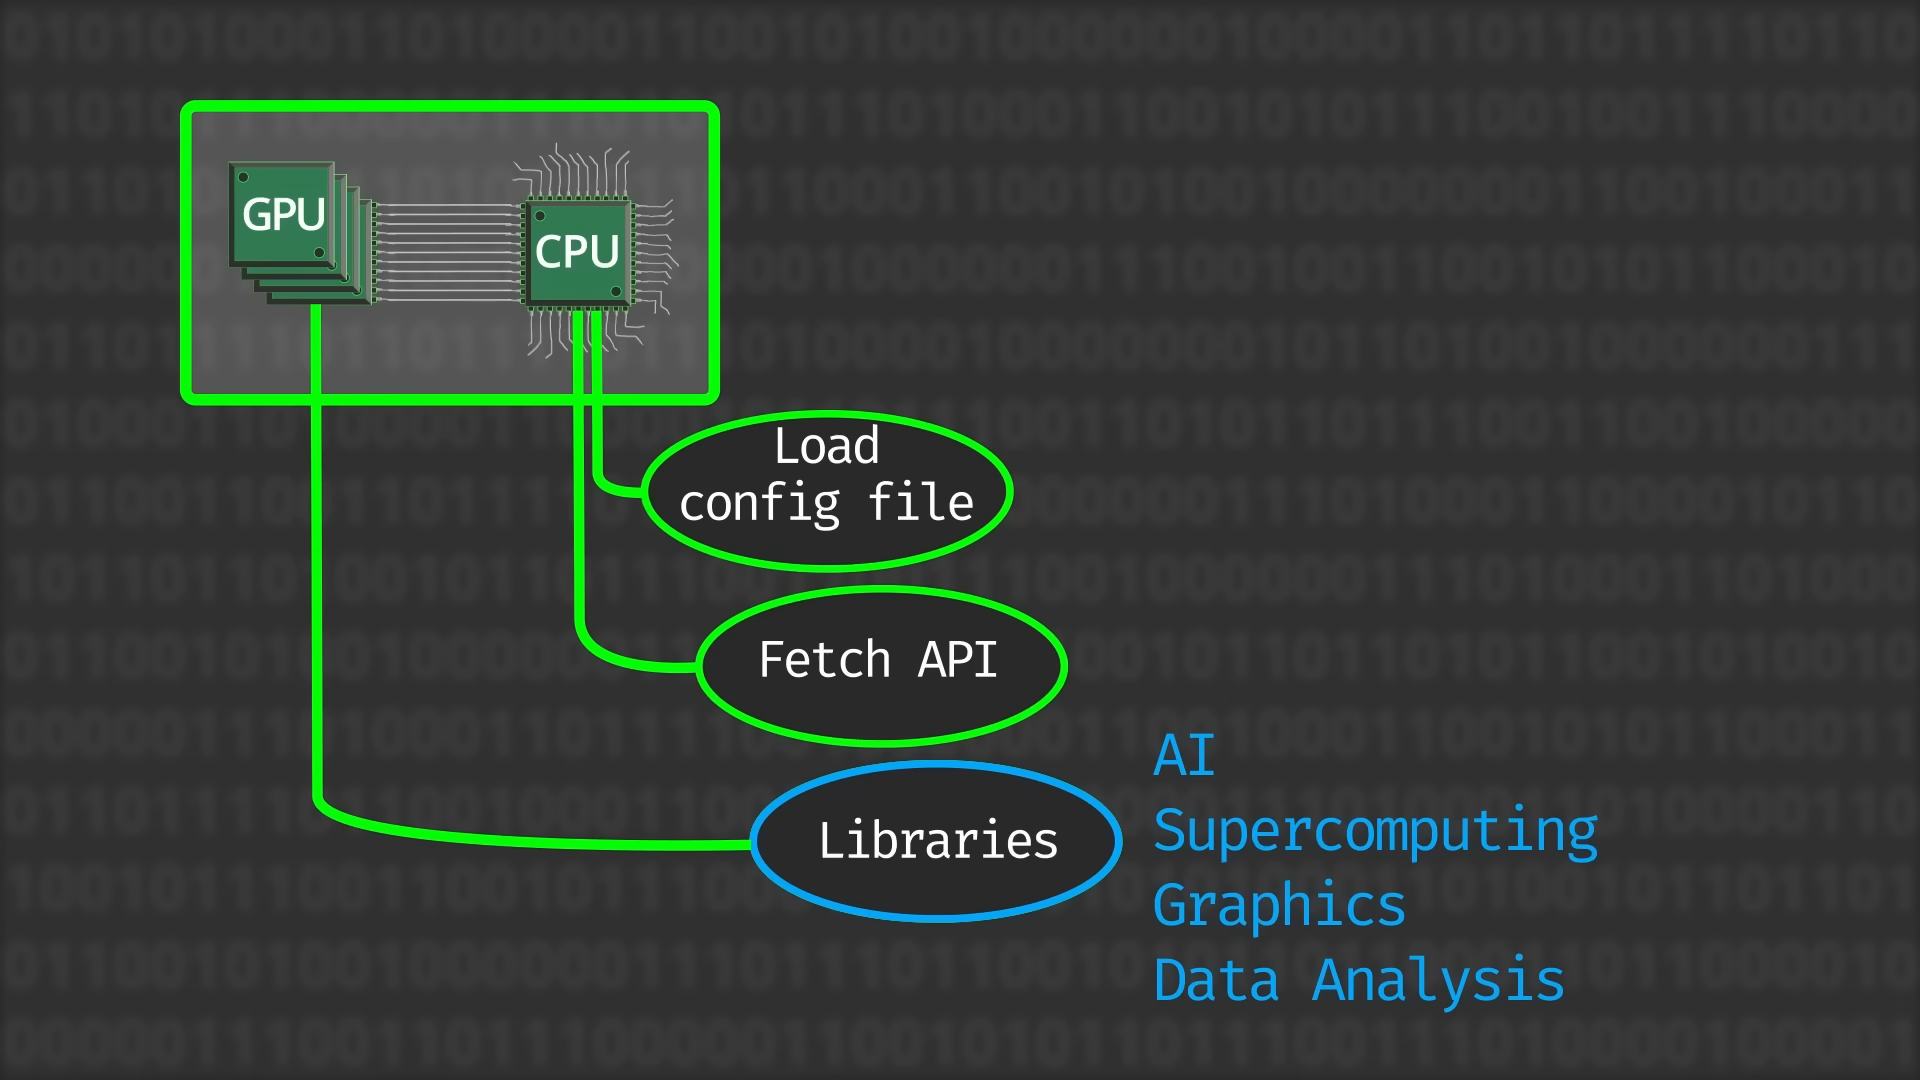 GPU
CPU
Load
config file
Fetch API
Libraries
AI
Supercomputing
Graphics
Data Analysis